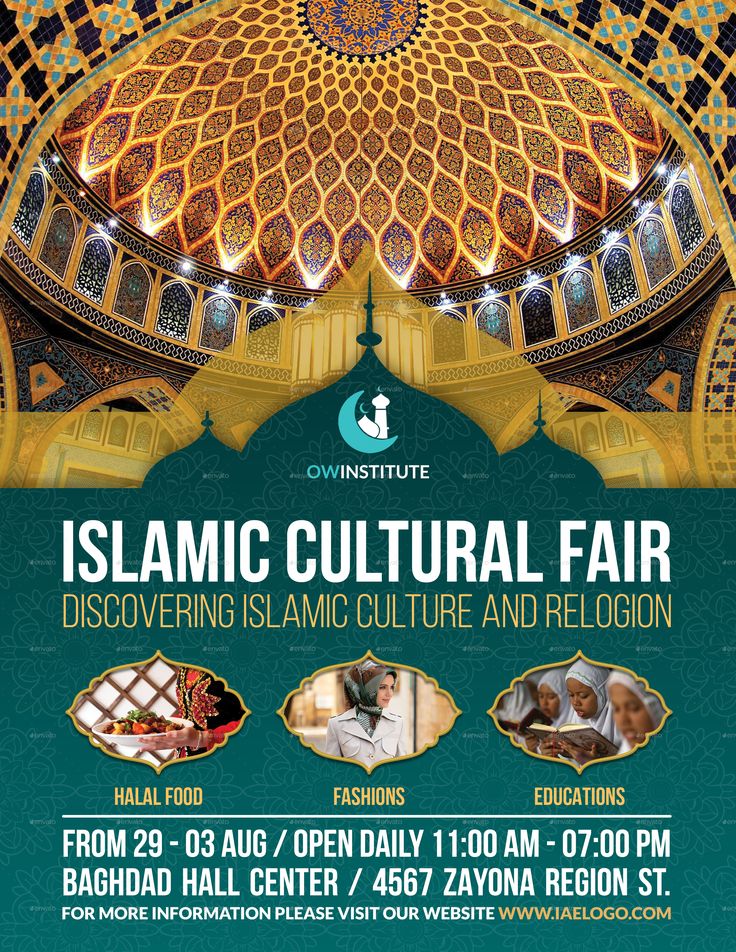 OWINSTITUTE
ISLAMIC CULTURAL FAIR
DISCOVERING ISLAMIC CULTURE AND RELOGION
HALAL FOOD FASHIONS EDUCATIONS
FROM 29 - 03 AUG / OPEN DAILY 11:00 AM - 07:00 PM
BAGHDAD HALL CENTER / 4567 ZAYONA REGION ST.
FOR MORE INFORMATION PLEASE VISIT OUR WEBSITE WWW.IAELOGO.COM
envato